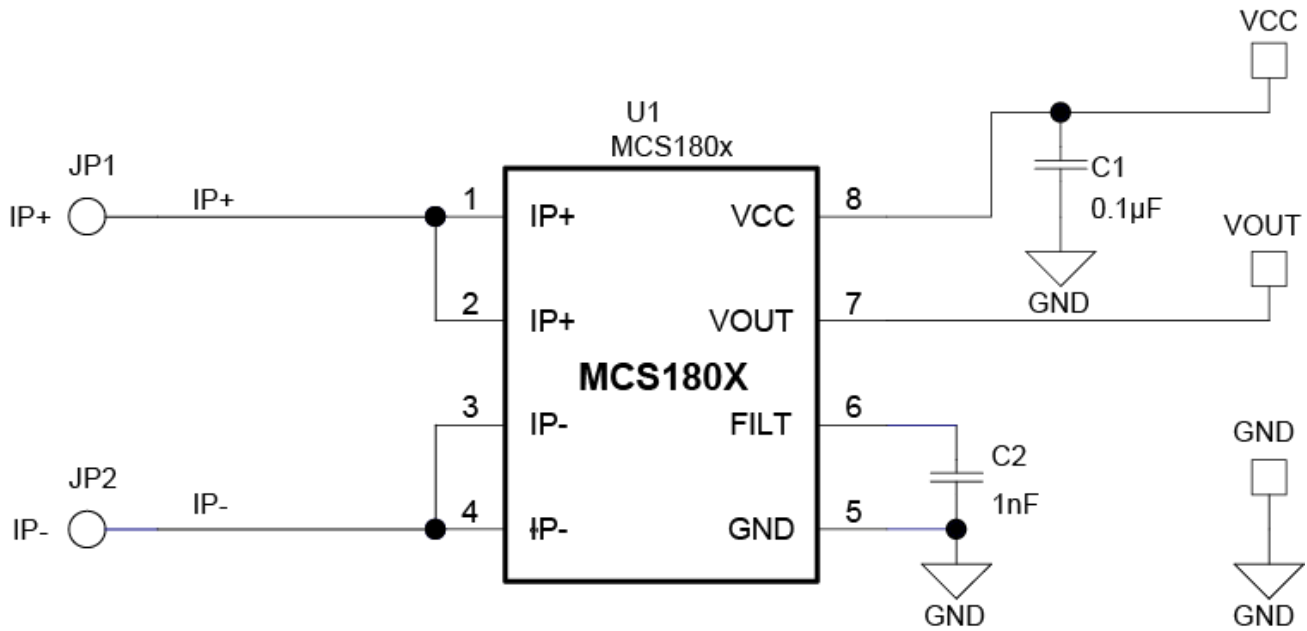 VCC
U1
MCS180x
JP1
IP+
IP+
1
IP+
VCC
8
C1
0.1µF
VOUT
2
IP+
VOUT
7
GND
MCS180X
3
IP-
FILT
6
C2
1nF
GND
JP2
IP-
IP-
4
IP-
GND
5
GND
GND